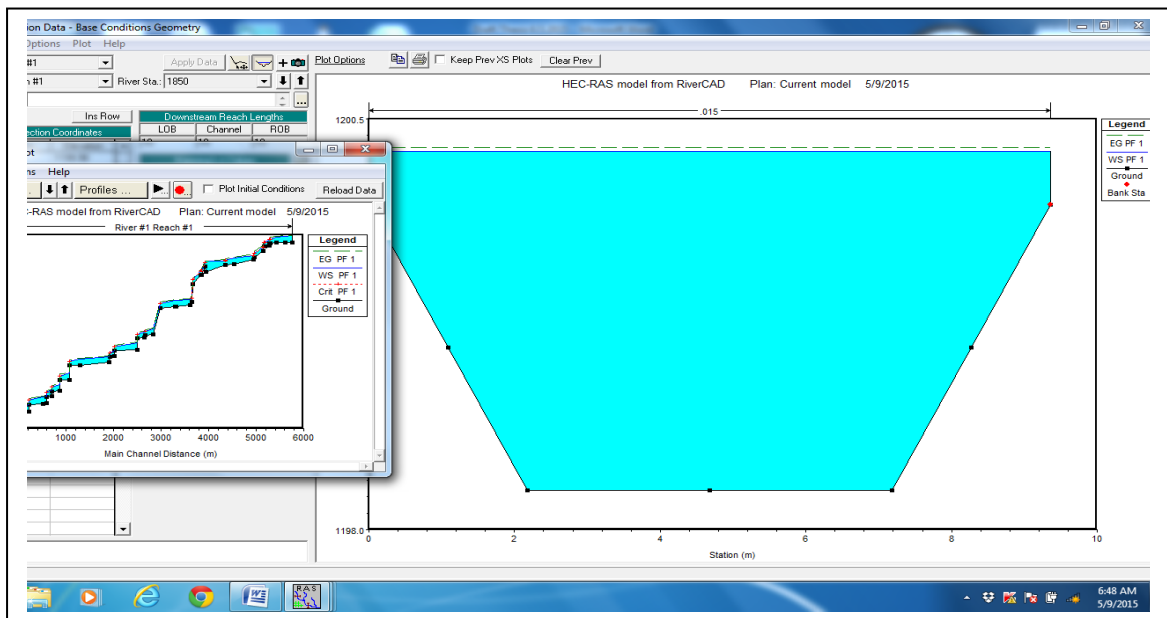 ion Data - Base Conditions Geometry
Options Plot Help
#1 Apply Data
#1 River Sta.: 1850
Plot Options Keep Prev XS Plots Clear Prev
Ins Row Downstream Reach Lengths
ection Coordinates LOB Channel ROB
HEC-RAS model from RiverCAD Plan: Current model 5/9/2015
.015
1200.5
1198.0
0 2 4 6 8 10
Station (m)
Legend
EG PF 1
WS PF 1
Ground
Bank Sta
ot
ns Help
Profiles ... Plot Initial Conditions Reload Data
C-RAS model from RiverCAD Plan: Current model 5/9/2015
River #1 Reach #1
Legend
EG PF 1
WS PF 1
Crit PF 1
Ground
1000 2000 3000 4000 5000 6000
Main Channel Distance (m)
RAS
6:48 AM
5/9/2015